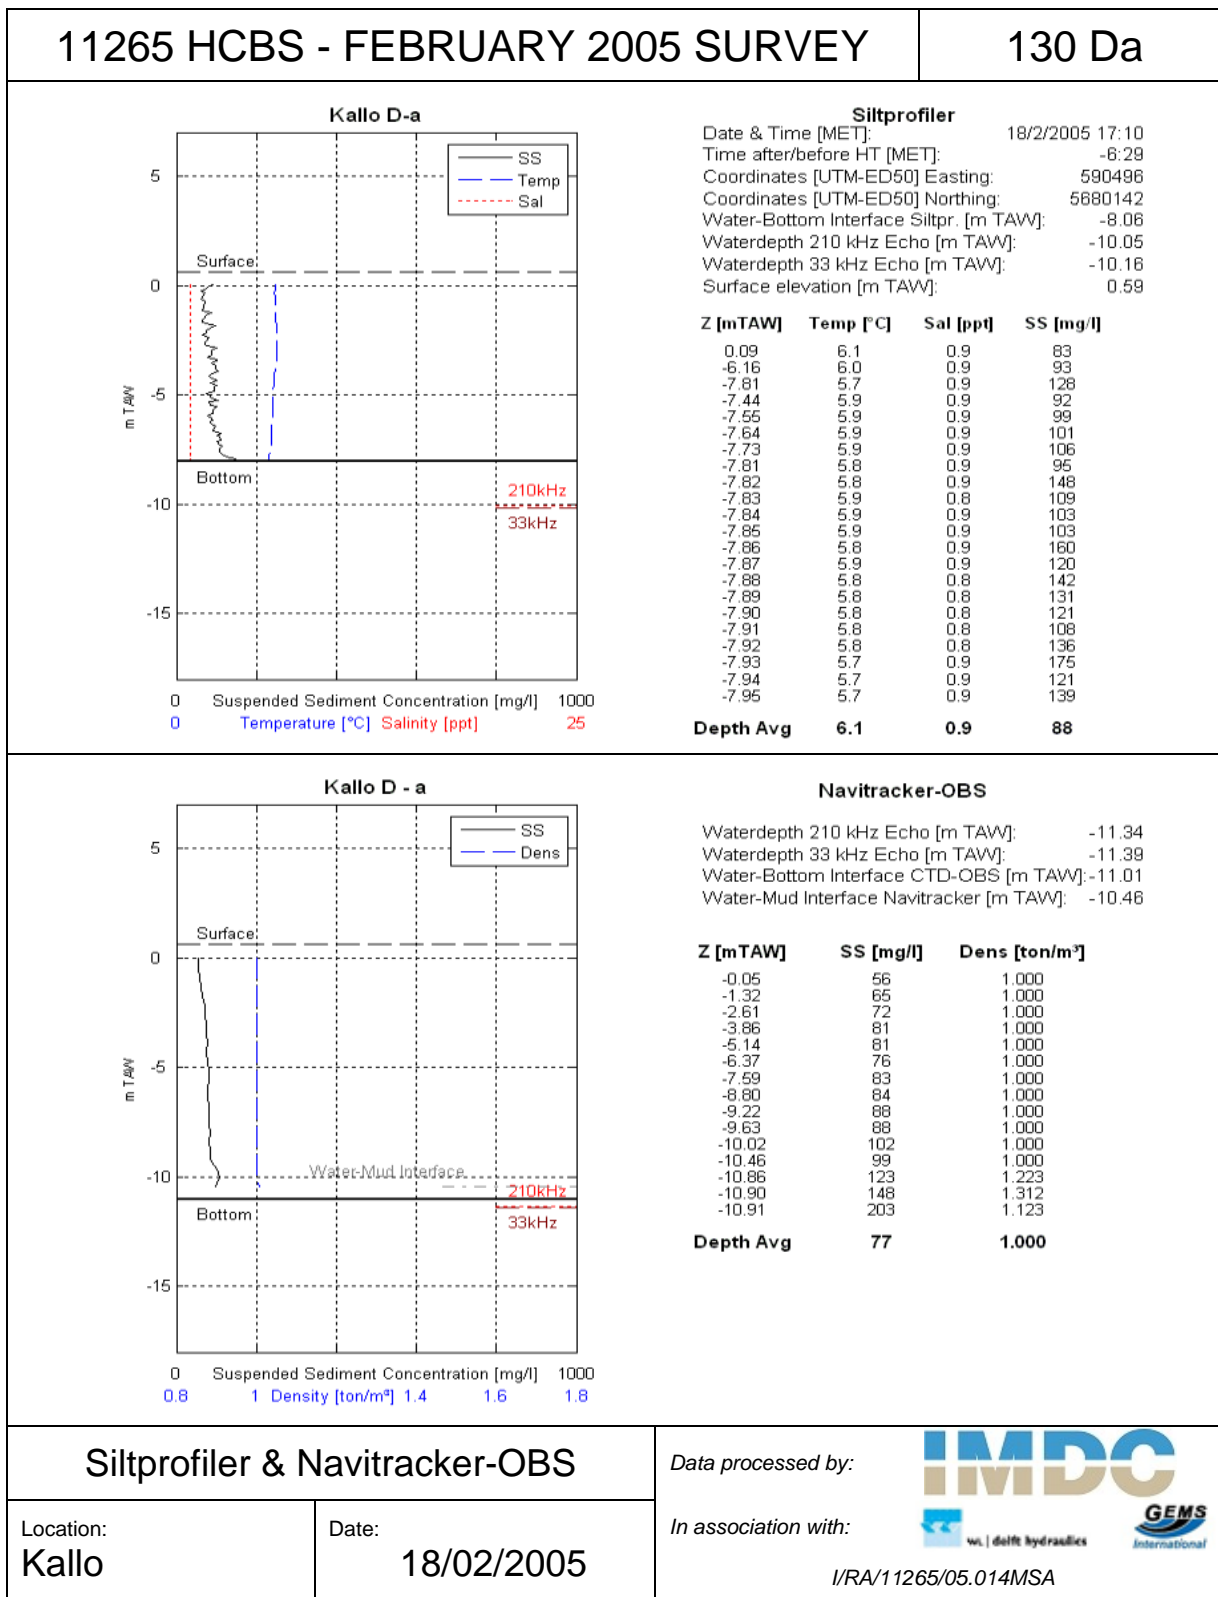 11265 HCBS - FEBRUARY 2005 SURVEY 130 Da
Kallo D-a
SS
Temp
Sal
5
Surface
0
-5
m TAW
Bottom
210kHz
-10
33kHz
-15
0 Suspended Sediment Concentration [mg/l] 1000
0 Temperature [°C] Salinity [ppt] 25
Siltprofiler
Date & Time [MET]: 18/2/2005 17:10
Time after/before HT [MET]: -6:29
Coordinates [UTM-ED50] Easting: 590496
Coordinates [UTM-ED50] Northing: 5680142
Water-Bottom Interface Siltpr. [m TAW]: -8.06
Waterdepth 210 kHz Echo [m TAW]: -10.05
Waterdepth 33 kHz Echo [m TAW]: -10.16
Surface elevation [m TAW]: 0.59
Z [mTAW] Temp [°C] Sal [ppt] SS [mg/l]
0.09 6.1 0.9 83
-6.16 6.0 0.9 93
-7.81 5.7 0.9 128
-7.44 5.9 0.9 92
-7.55 5.9 0.9 99
-7.64 5.9 0.9 101
-7.73 5.9 0.9 106
-7.81 5.8 0.9 95
-7.82 5.8 0.9 148
-7.83 5.9 0.8 109
-7.84 5.9 0.9 103
-7.85 5.9 0.9 103
-7.86 5.8 0.9 160
-7.87 5.9 0.9 120
-7.88 5.8 0.8 142
-7.89 5.8 0.8 131
-7.90 5.8 0.8 121
-7.91 5.8 0.8 108
-7.92 5.8 0.8 136
-7.93 5.7 0.9 175
-7.94 5.7 0.9 121
-7.95 5.7 0.9 139
Depth Avg 6.1 0.9 88
Kallo D - a
SS
Dens
5
Surface
0
-5
m TAW
Water-Mud Interface
-10
210kHz
Bottom
33kHz
-15
0 Suspended Sediment Concentration [mg/l] 1000
0.8 1 Density [ton/m³] 1.4 1.6 1.8
Navitracker-OBS
Waterdepth 210 kHz Echo [m TAW]: -11.34
Waterdepth 33 kHz Echo [m TAW]: -11.39
Water-Bottom Interface CTD-OBS [m TAW]: -11.01
Water-Mud Interface Navitracker [m TAW]: -10.46
Z [mTAW] SS [mg/l] Dens [ton/m³]
-0.05 56 1.000
-1.32 65 1.000
-2.61 72 1.000
-3.86 81 1.000
-5.14 81 1.000
-6.37 76 1.000
-7.59 83 1.000
-8.80 84 1.000
-9.22 88 1.000
-9.63 88 1.000
-10.02 102 1.000
-10.46 99 1.000
-10.86 123 1.223
-10.90 148 1.312
-10.91 203 1.123
Depth Avg 77 1.000
Siltprofiler & Navitracker-OBS
Location:
Kallo
Date:
18/02/2005
Data processed by:
IMDC
In association with:
wL | delft hydraulics
GEMS
International
I/RA/11265/05.014MSA